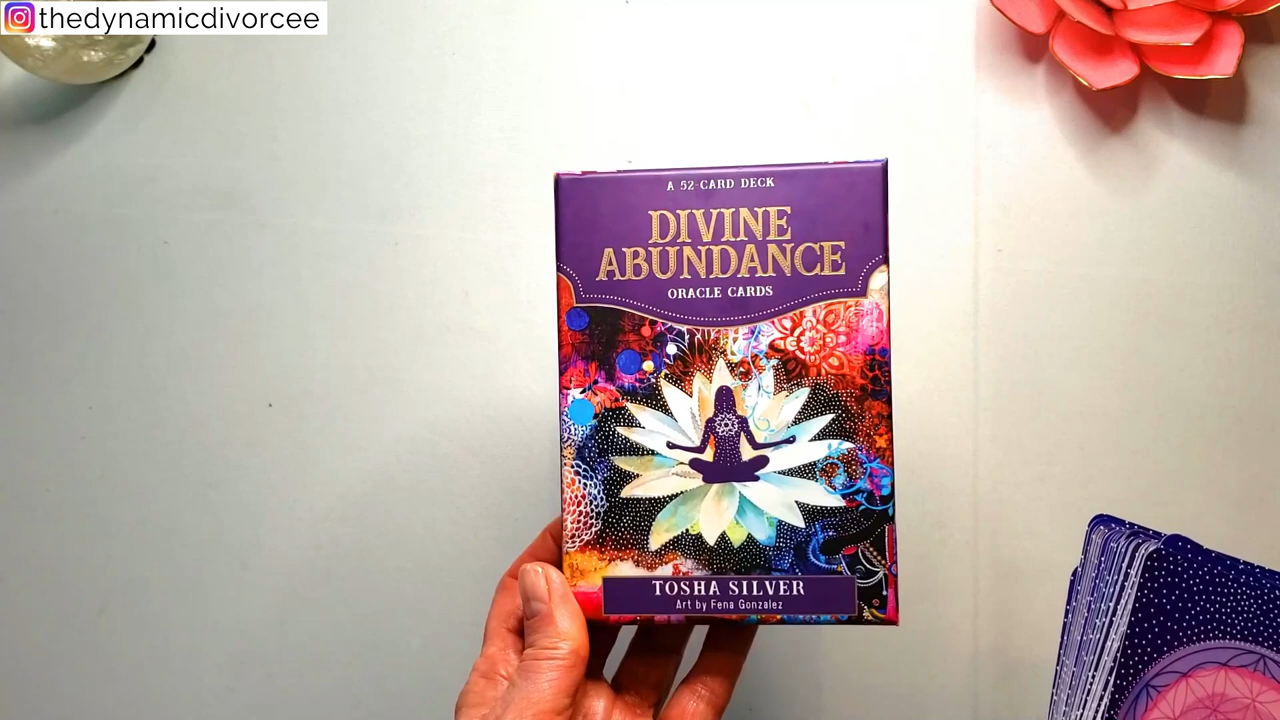 thedynamicdivorcee
A 52-CARD DECK
DIVINE
ABUNDANCE
ORACLE CARDS
TOSHA SILVER
Art by Fena Gonzalez